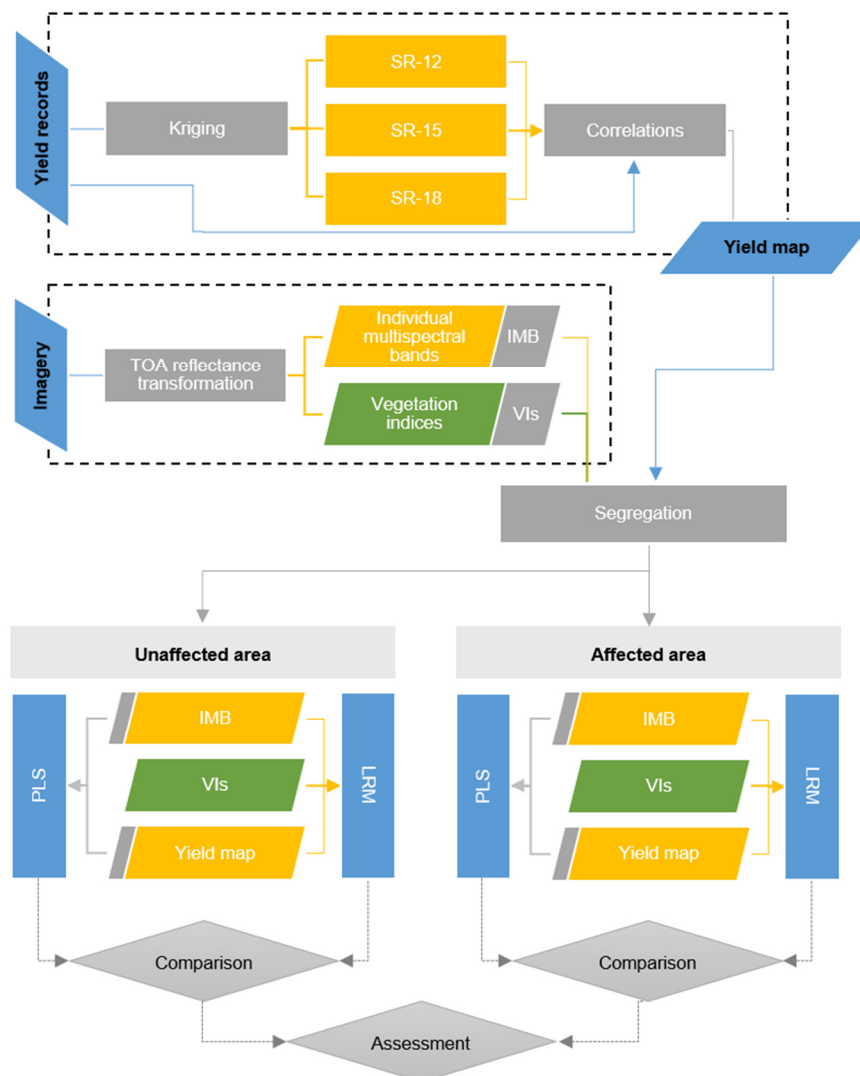 Yield records
Kriging
SR-12
SR-15
SR-18
Correlations
Yield map
Imagery
TOA reflectance
transformation
Individual
multispectral
bands
IMB
Vegetation
indices
VIs
Segregation
Unaffected area
PLS
IMB
VIs
Yield map
LRM
Affected area
PLS
IMB
VIs
Yield map
LRM
Comparison
Comparison
Assessment